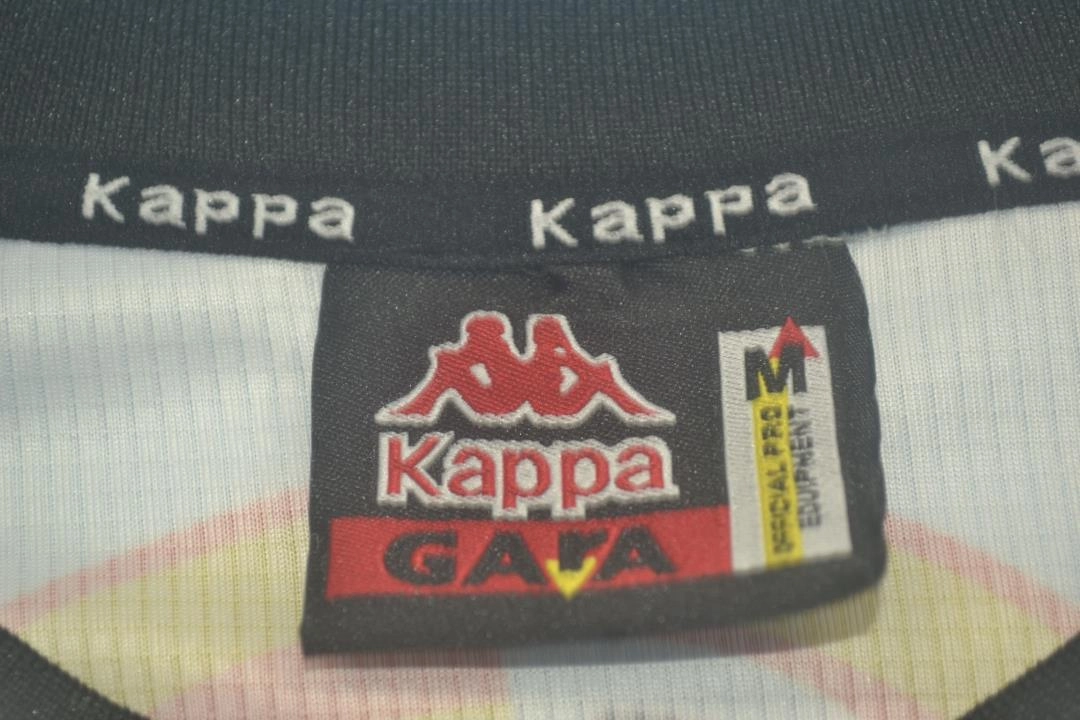 Kappa Kappa Ka
Kappa
GArA
M
OFFICIAL PRO
EQUIPMENT